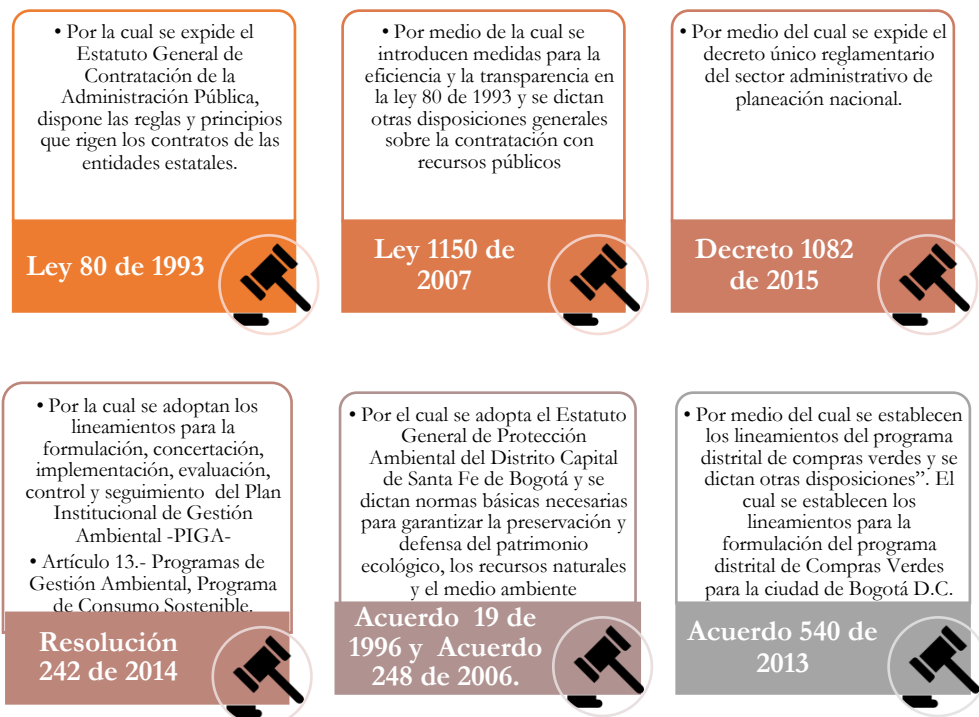 • Por la cual se expide el
Estatuto General de
Contratación de la
Administración Pública,
dispone las reglas y principios
que rigen los contratos de las
entidades estatales.
Ley 80 de 1993
• Por medio de la cual se
introducen medidas para la
eficiencia y la transparencia en
la ley 80 de 1993 y se dictan
otras disposiciones generales
sobre la contratación con
recursos públicos
Ley 1150 de
2007
• Por medio del cual se expide el
decreto único reglamentario
del sector administrativo de
planeación nacional.
Decreto 1082
de 2015
• Por la cual se adoptan los
lineamientos para la
formulación, concertación,
implementación, evaluación,
control y seguimiento del Plan
Institucional de Gestión
Ambiental -PIGA-
• Artículo 13.- Programas de
Gestión Ambiental, Programa
de Consumo Sostenible.
Resolución
242 de 2014
• Por el cual se adopta el Estatuto
General de Protección
Ambiental del Distrito Capital
de Santa Fe de Bogotá y se
dictan normas básicas necesarias
para garantizar la preservación y
defensa del patrimonio
ecológico, los recursos naturales
y el medio ambiente
Acuerdo 19 de
1996 y Acuerdo
248 de 2006.
• Por medio del cual se establecen
los lineamientos del programa
distrital de compras verdes y se
dictan otras disposiciones”. El
cual se establecen los
lineamientos para la
formulación del programa
distrital de Compras Verdes
para la ciudad de Bogotá D.C.
Acuerdo 540 de
2013